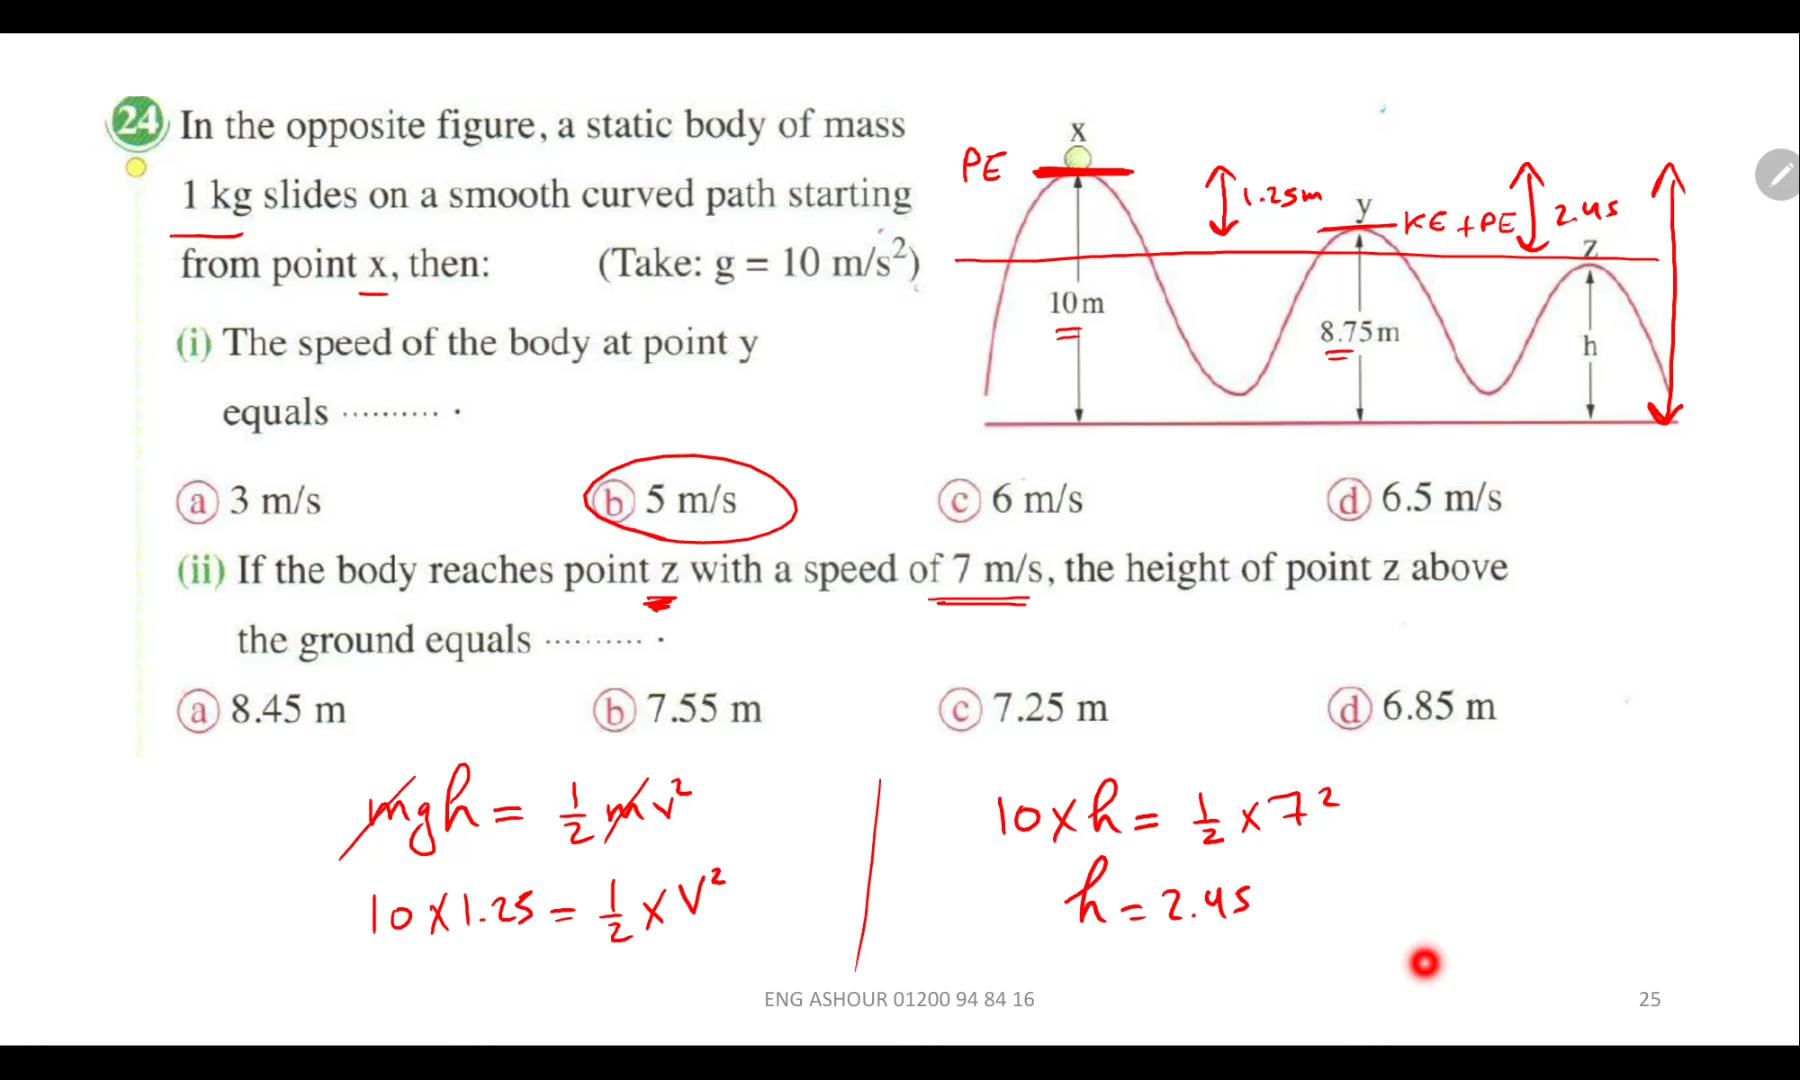 24 In the opposite figure, a static body of mass
1 kg slides on a smooth curved path starting
from point x, then: (Take: g = 10 m/s²)
(i) The speed of the body at point y
equals .......... .
a 3 m/s b 5 m/s c 6 m/s d 6.5 m/s
(ii) If the body reaches point z with a speed of 7 m/s, the height of point z above
the ground equals .......... .
a 8.45 m b 7.55 m c 7.25 m d 6.85 m
x
PE
1.25m
y
KE + PE
2.45
z
10 m
8.75 m
h
mgh = ½ mv²
10 × 1.25 = ½ × V²
10 × h = ½ × 7²
h = 2.45
ENG ASHOUR 01200 94 84 16
25